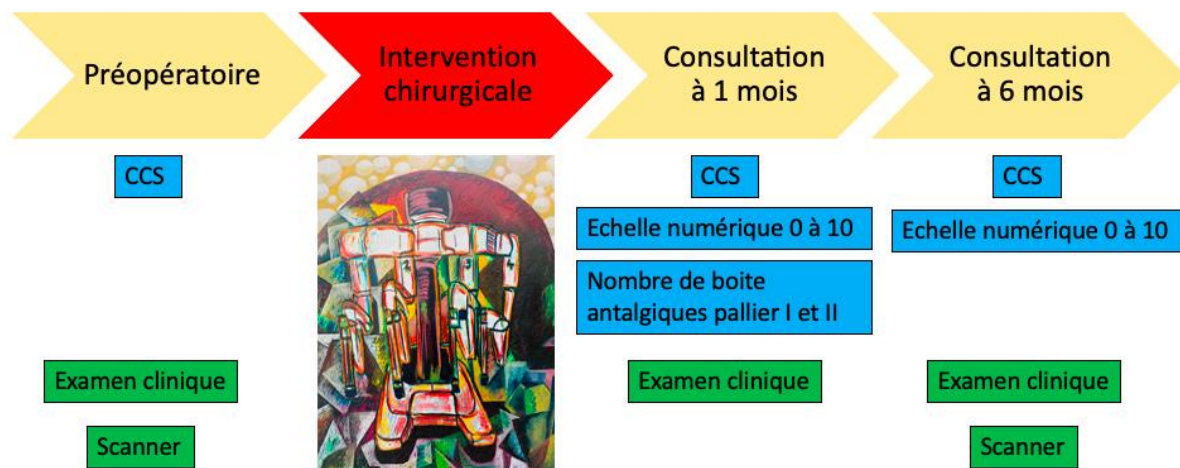 Préopératoire
Intervention
chirurgicale
Consultation
à 1 mois
Consultation
à 6 mois
CCS
CCS
CCS
Echelle numérique 0 à 10
Echelle numérique 0 à 10
Nombre de boite
antalgiques pallier I et II
Examen clinique
Examen clinique
Examen clinique
Scanner
Scanner